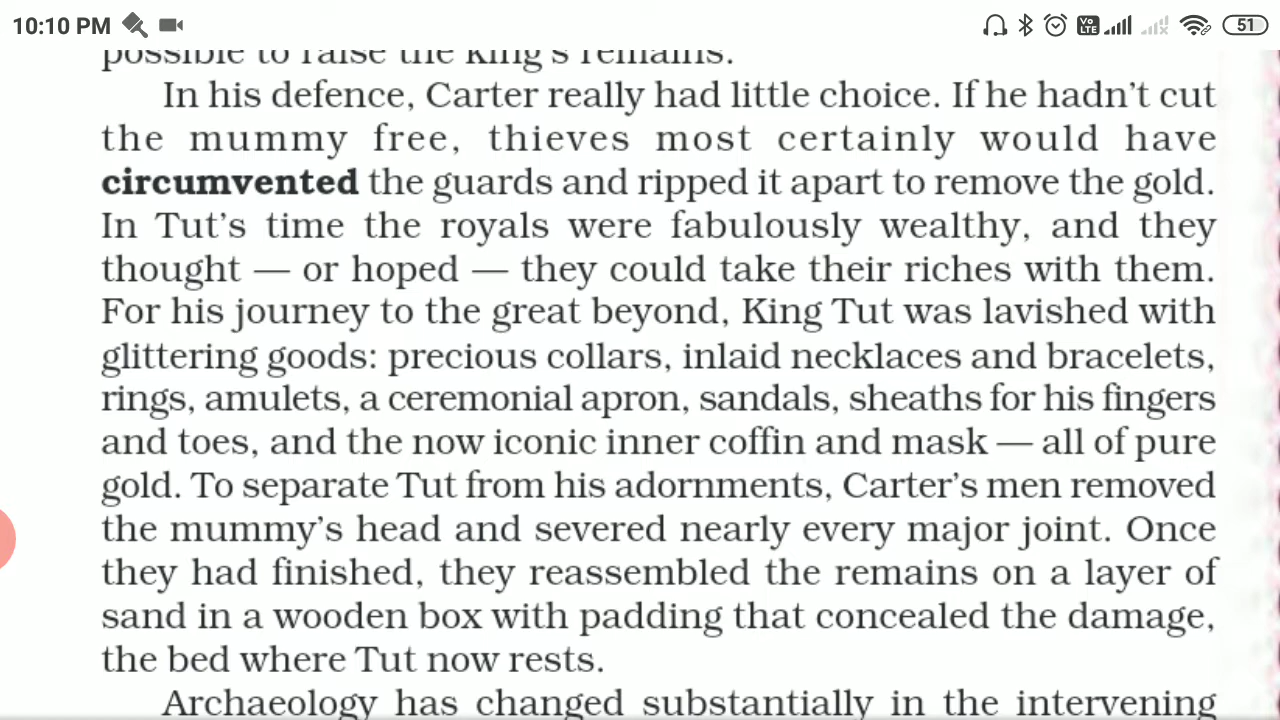 10:10 PM VoLTE 51
possible to raise the King's remains.
In his defence, Carter really had little choice. If he hadn't cut
the mummy free, thieves most certainly would have
circumvented the guards and ripped it apart to remove the gold.
In Tut's time the royals were fabulously wealthy, and they
thought — or hoped — they could take their riches with them.
For his journey to the great beyond, King Tut was lavished with
glittering goods: precious collars, inlaid necklaces and bracelets,
rings, amulets, a ceremonial apron, sandals, sheaths for his fingers
and toes, and the now iconic inner coffin and mask — all of pure
gold. To separate Tut from his adornments, Carter's men removed
the mummy's head and severed nearly every major joint. Once
they had finished, they reassembled the remains on a layer of
sand in a wooden box with padding that concealed the damage,
the bed where Tut now rests.
Archaeology has changed substantially in the intervening